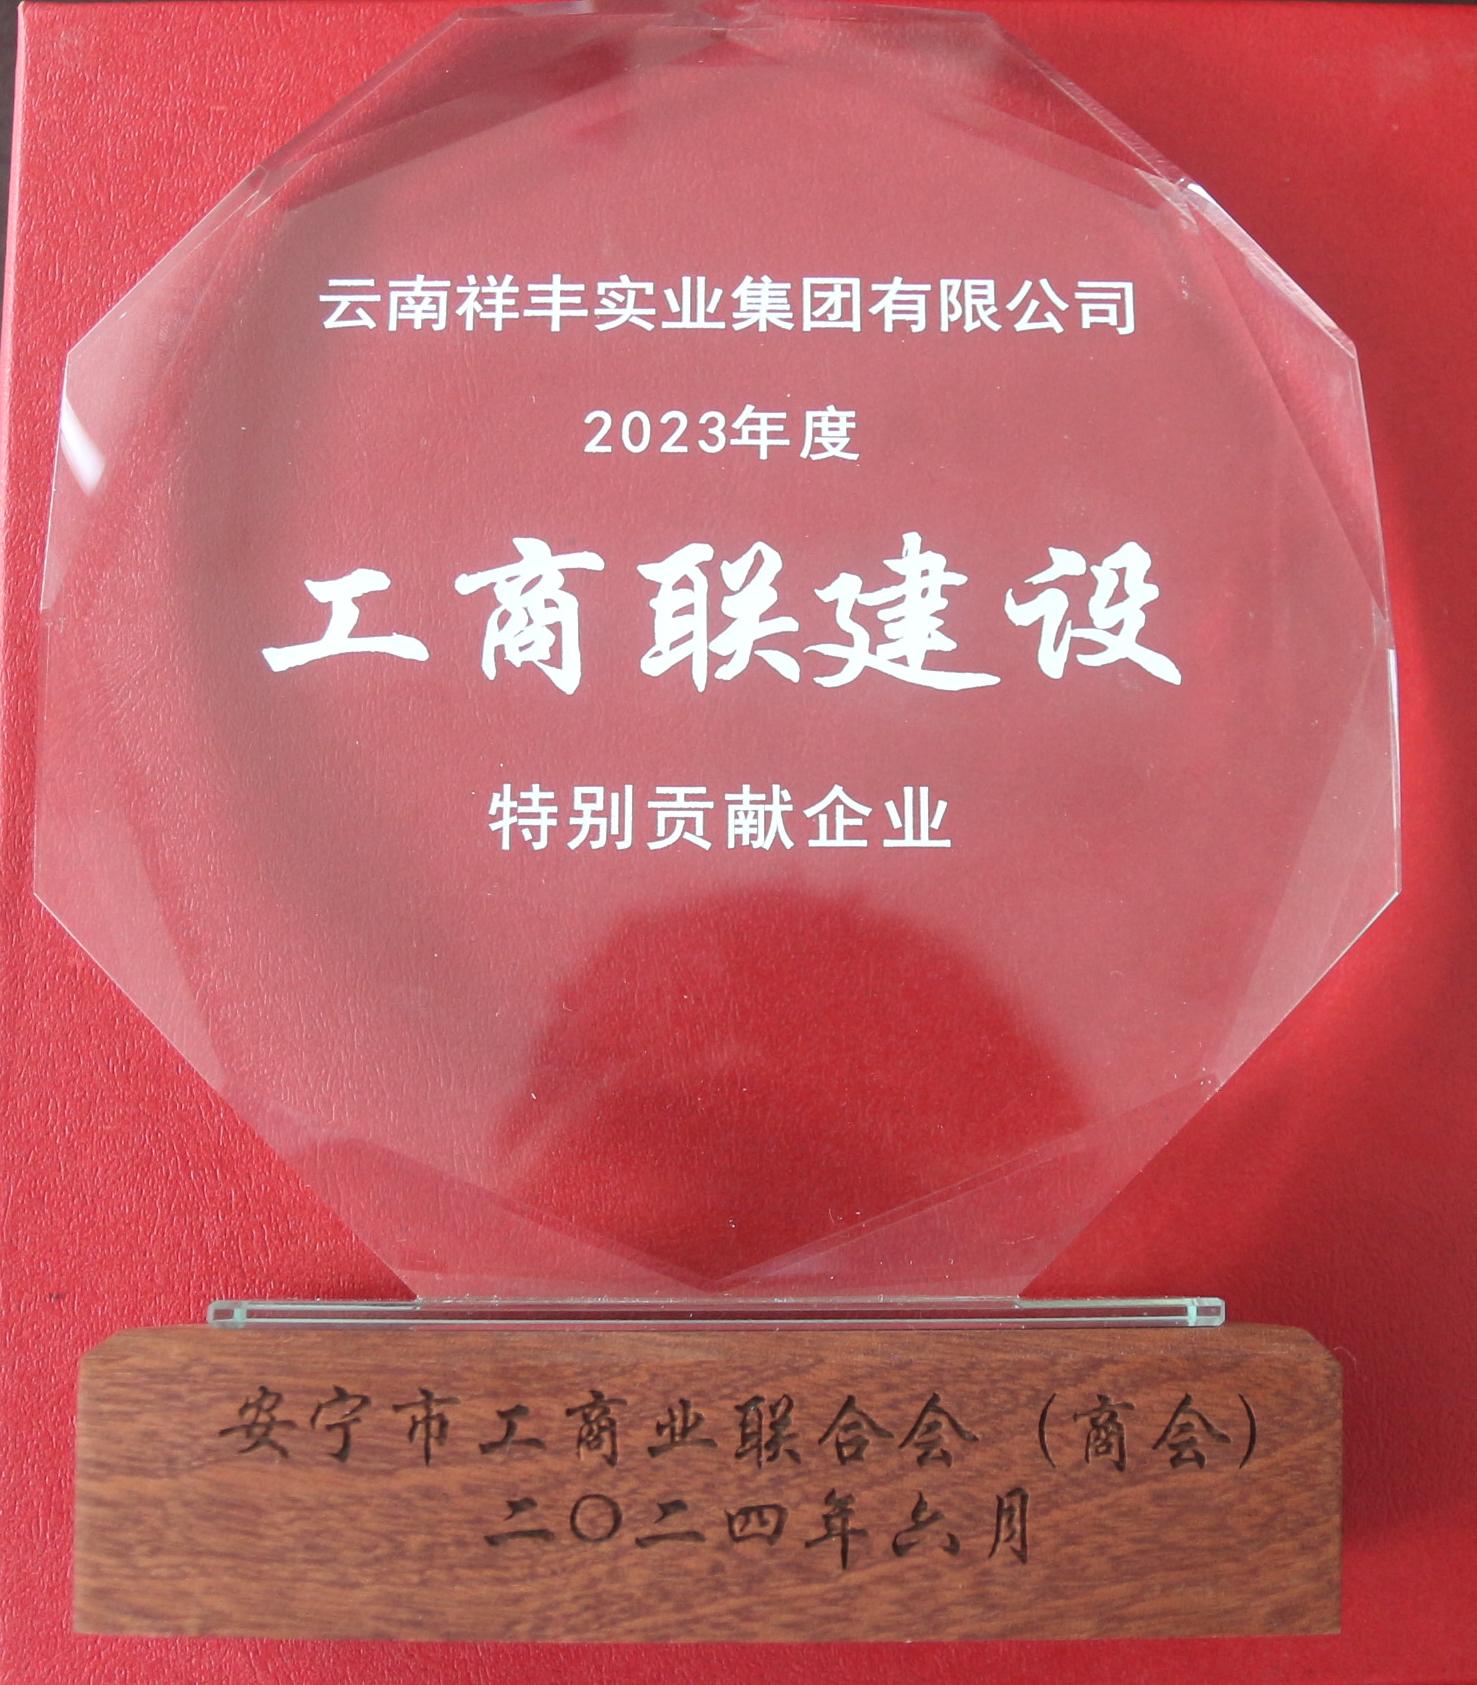 云南祥丰实业集团有限公司
2023年度
工商联建设
特别贡献企业
安宁市工商业联合会（商会）
二〇二四年六月